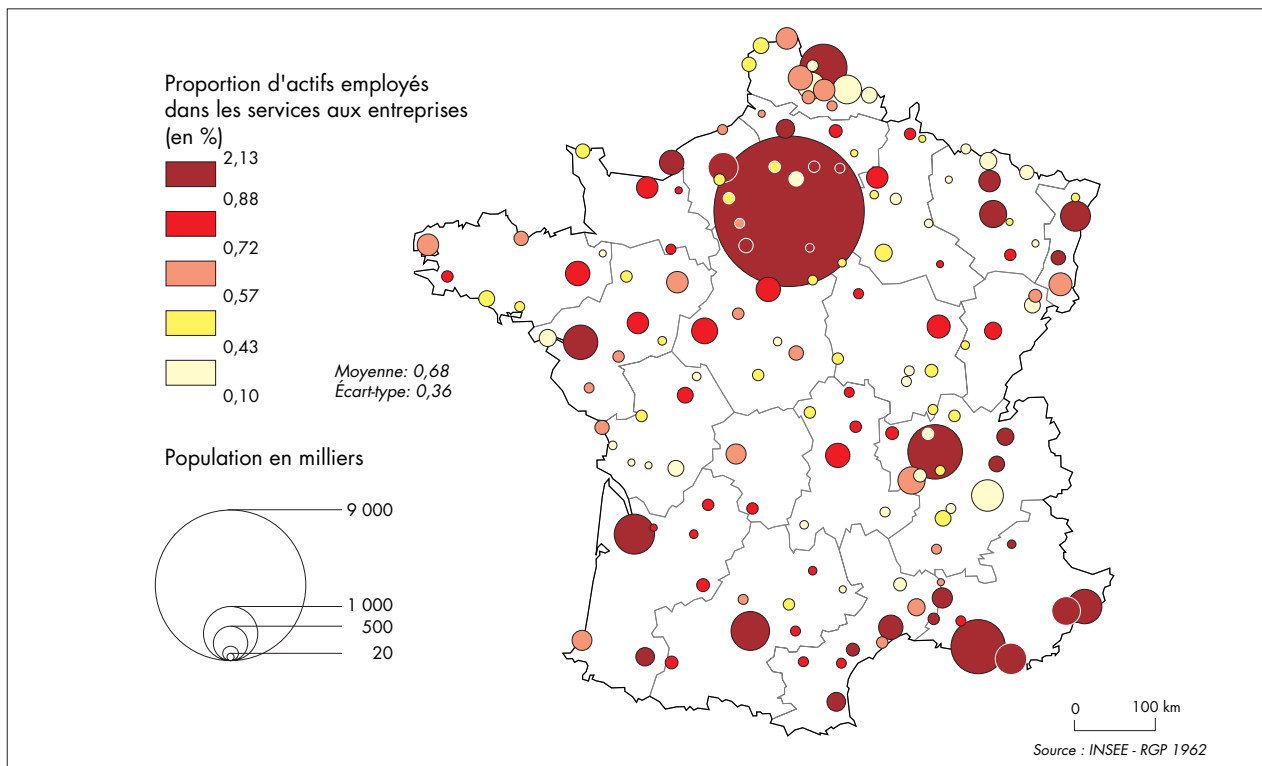 Proportion d'actifs employés
dans les services aux entreprises
(en %)
2,13
0,88
0,72
0,57
0,43
0,10
Moyenne: 0,68
Écart-type: 0,36
Population en milliers
9 000
1 000
500
20
0 100 km
Source : INSEE - RGP 1962